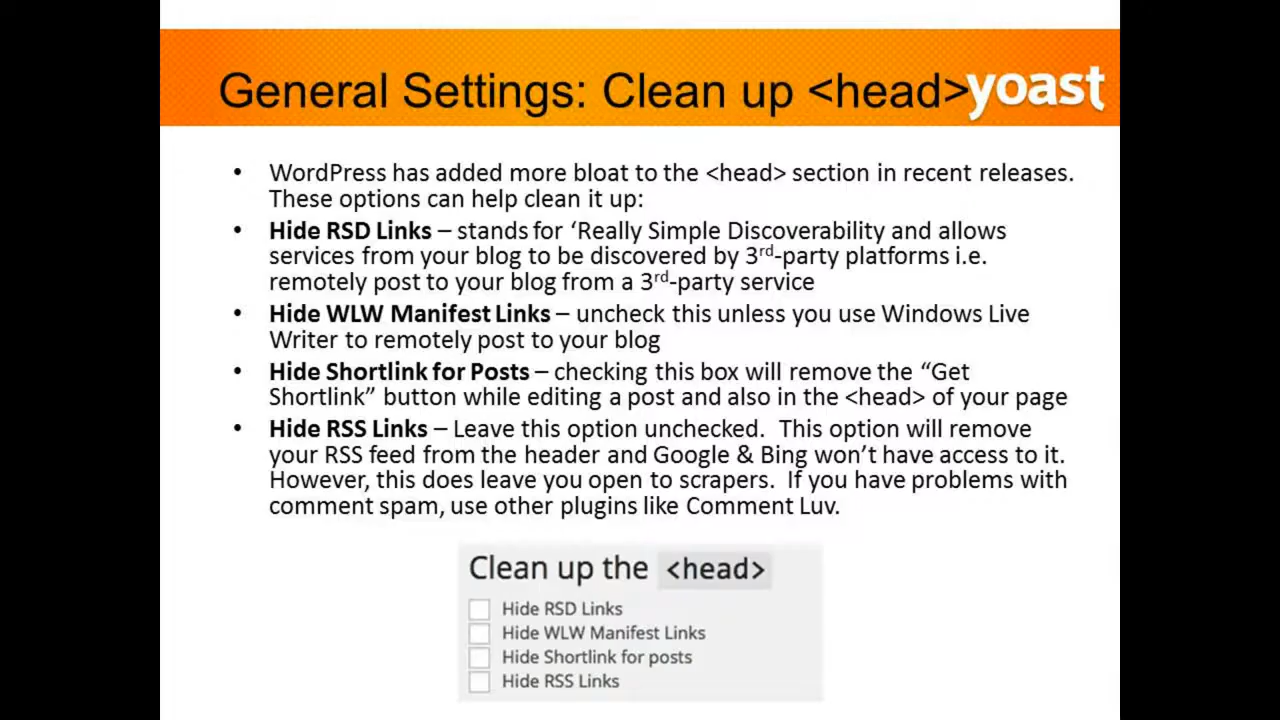 General Settings: Clean up <head>
yoast
• WordPress has added more bloat to the <head> section in recent releases.
These options can help clean it up:
• Hide RSD Links – stands for ‘Really Simple Discoverability and allows
services from your blog to be discovered by 3rd-party platforms i.e.
remotely post to your blog from a 3rd-party service
• Hide WLW Manifest Links – uncheck this unless you use Windows Live
Writer to remotely post to your blog
• Hide Shortlink for Posts – checking this box will remove the “Get
Shortlink” button while editing a post and also in the <head> of your page
• Hide RSS Links – Leave this option unchecked.  This option will remove
your RSS feed from the header and Google & Bing won’t have access to it.
However, this does leave you open to scrapers.  If you have problems with
comment spam, use other plugins like Comment Luv.
Clean up the <head>
Hide RSD Links
Hide WLW Manifest Links
Hide Shortlink for posts
Hide RSS Links